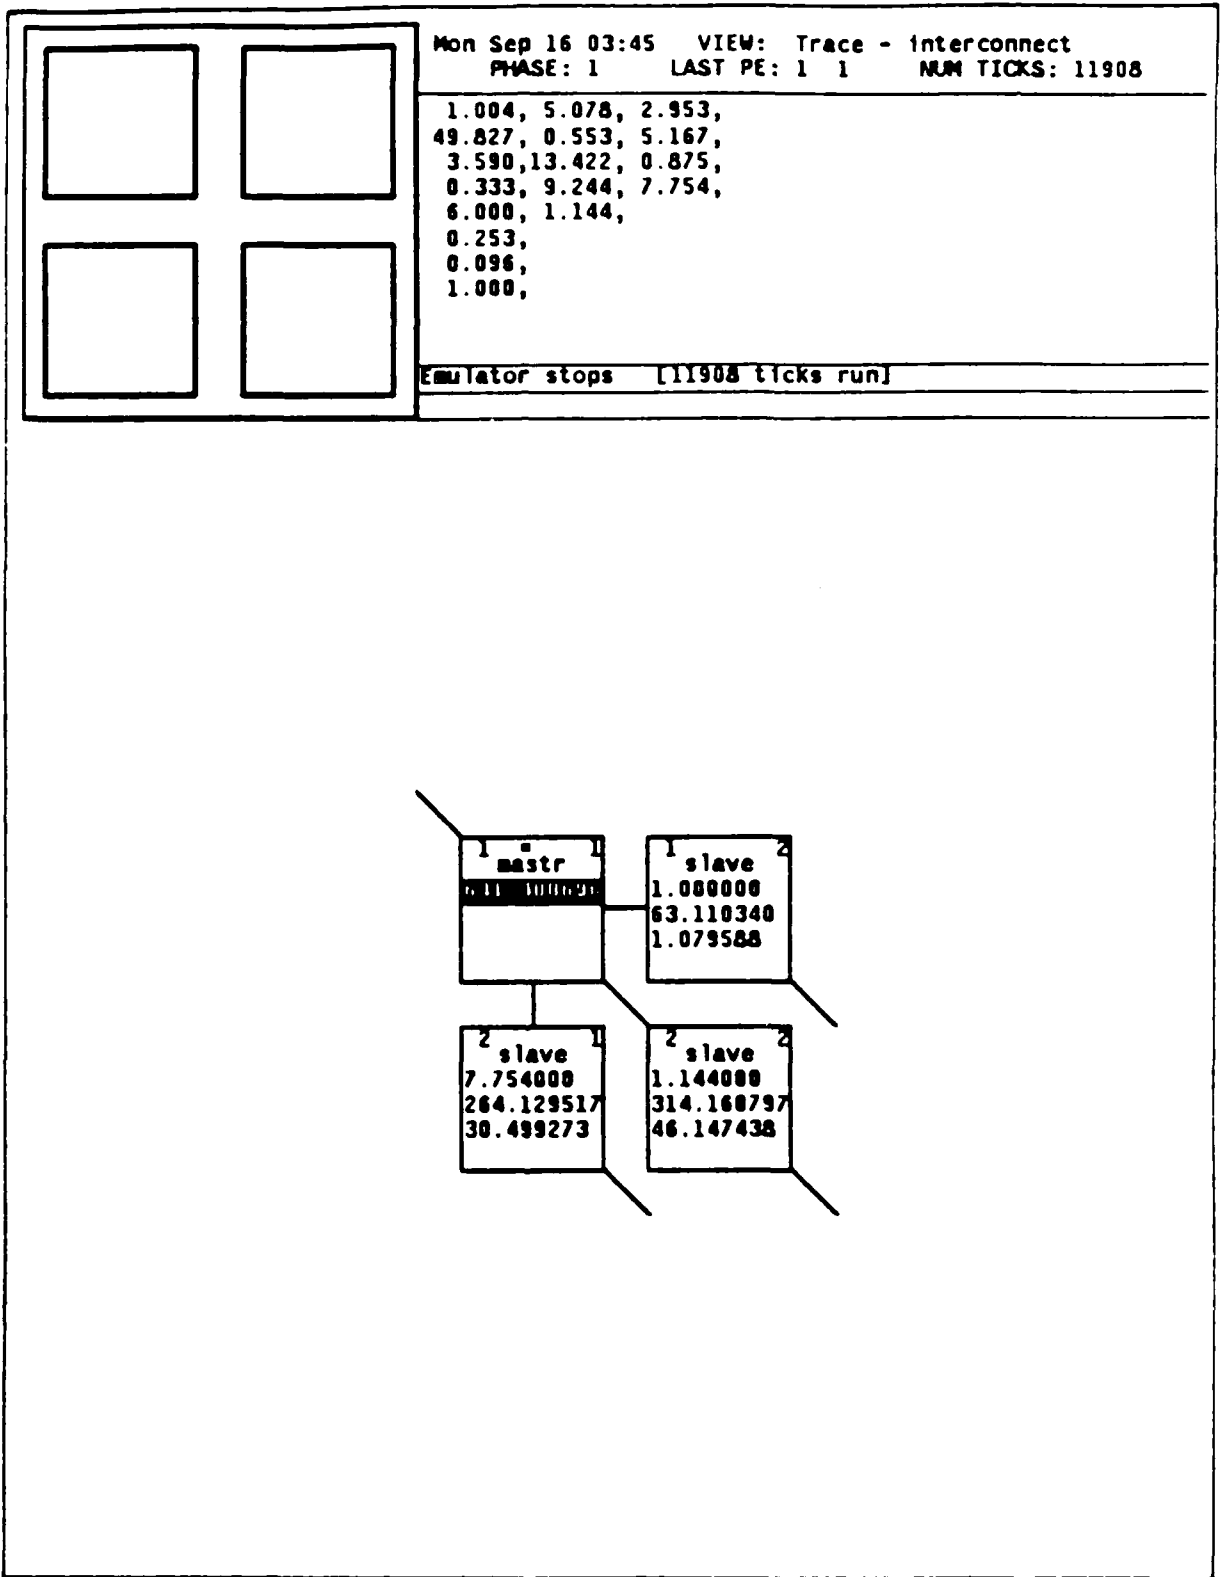 Mon Sep 16 03:45 VIEW: Trace - interconnect
PHASE: 1 LAST PE: 1 1 NUM TICKS: 11908
1.004, 5.078, 2.953,
49.827, 0.553, 5.167,
3.590,13.422, 0.875,
0.333, 9.244, 7.754,
6.000, 1.144,
0.253,
0.096,
1.000,
Emulator stops [11908 ticks run]
1 1
mastr
1 2
slave
1.000000
63.110340
1.079588
2 1
slave
7.754000
264.129517
30.499273
2 2
slave
1.144000
314.160797
46.147438